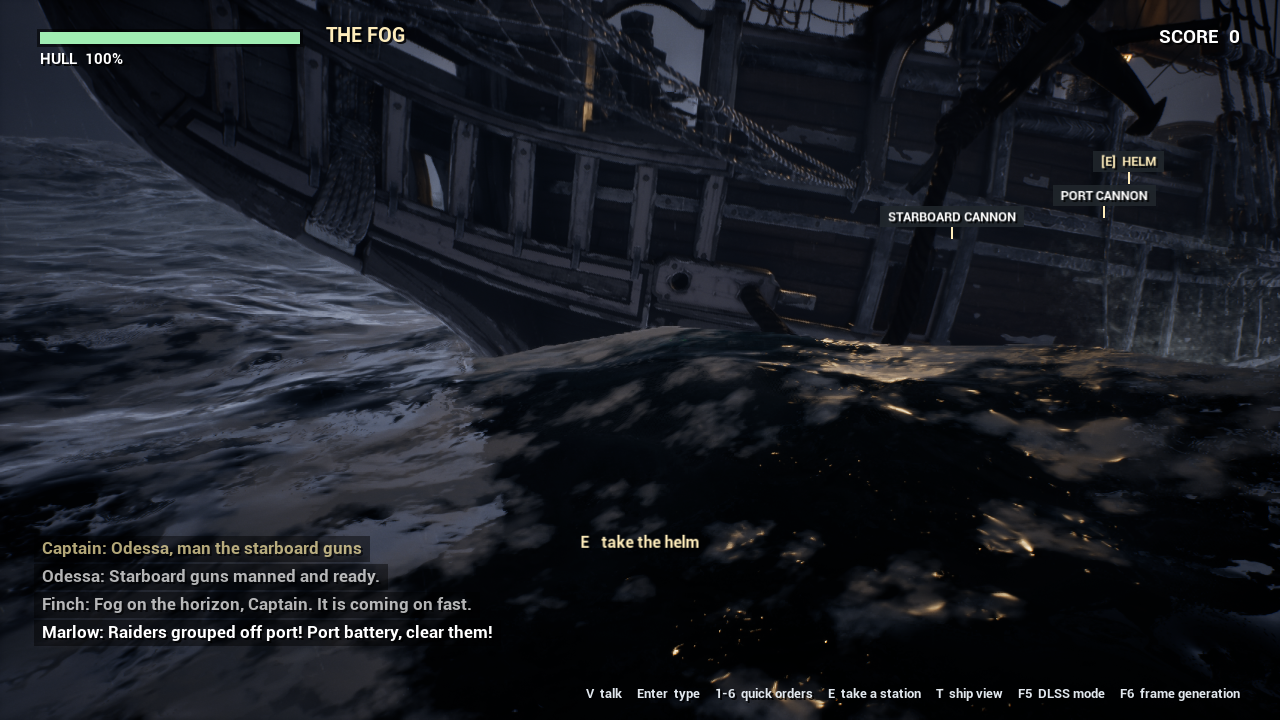 THE FOG
SCORE 0
HULL 100%
[E] HELM
PORT CANNON
STARBOARD CANNON
E take the helm
Captain: Odessa, man the starboard guns
Odessa: Starboard guns manned and ready.
Finch: Fog on the horizon, Captain. It is coming on fast.
Marlow: Raiders grouped off port! Port battery, clear them!
V talk Enter type 1-6 quick orders E take a station T ship view F5 DLSS mode F6 frame generation